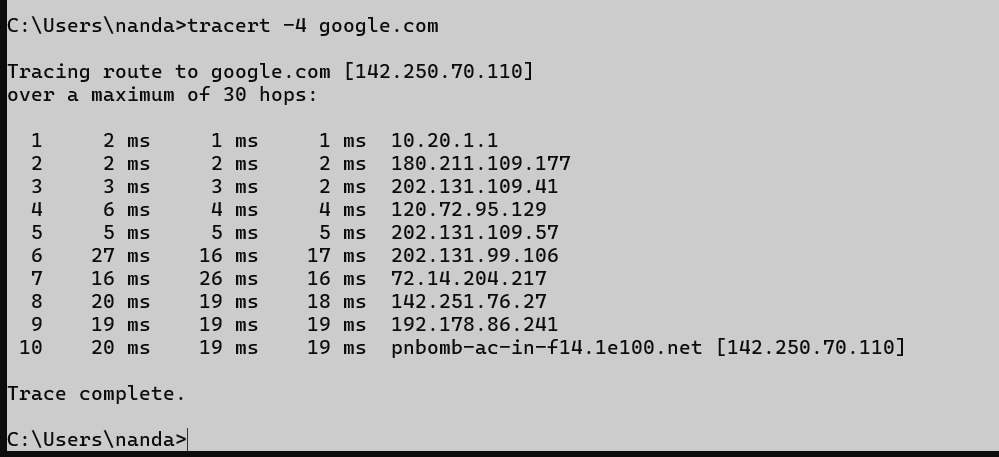 C:\Users\nanda>tracert -4 google.com
Tracing route to google.com [142.250.70.110]
over a maximum of 30 hops:
1 2 ms 1 ms 1 ms 10.20.1.1
2 2 ms 2 ms 2 ms 180.211.109.177
3 3 ms 3 ms 2 ms 202.131.109.41
4 6 ms 4 ms 4 ms 120.72.95.129
5 5 ms 5 ms 5 ms 202.131.109.57
6 27 ms 16 ms 17 ms 202.131.99.106
7 16 ms 26 ms 16 ms 72.14.204.217
8 20 ms 19 ms 18 ms 142.251.76.27
9 19 ms 19 ms 19 ms 192.178.86.241
10 20 ms 19 ms 19 ms pnbomb-ac-in-f14.1e100.net [142.250.70.110]
Trace complete.
C:\Users\nanda>